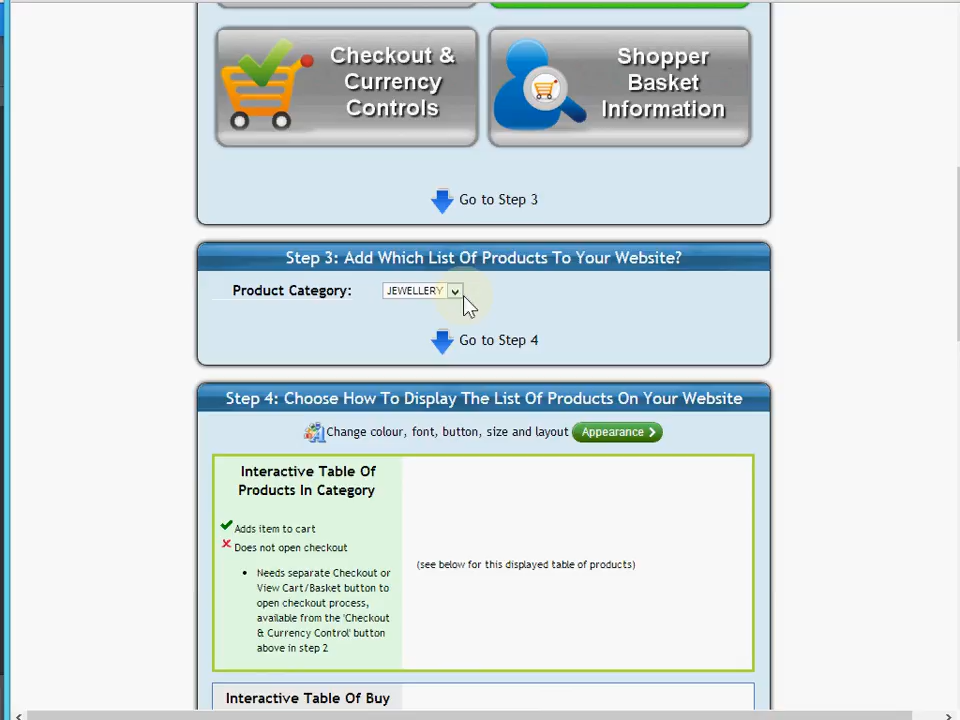 Checkout &
Currency
Controls
Shopper
Basket
Information
Go to Step 3
Step 3: Add Which List Of Products To Your Website?
Product Category:
JEWELLERY
Go to Step 4
Step 4: Choose How To Display The List Of Products On Your Website
Change colour, font, button, size and layout
Appearance
Interactive Table Of
Products In Category
Adds item to cart
Does not open checkout
• Needs separate Checkout or
View Cart/Basket button to
open checkout process,
available from the 'Checkout
& Currency Control' button
above in step 2
(see below for this displayed table of products)
Interactive Table Of Buy